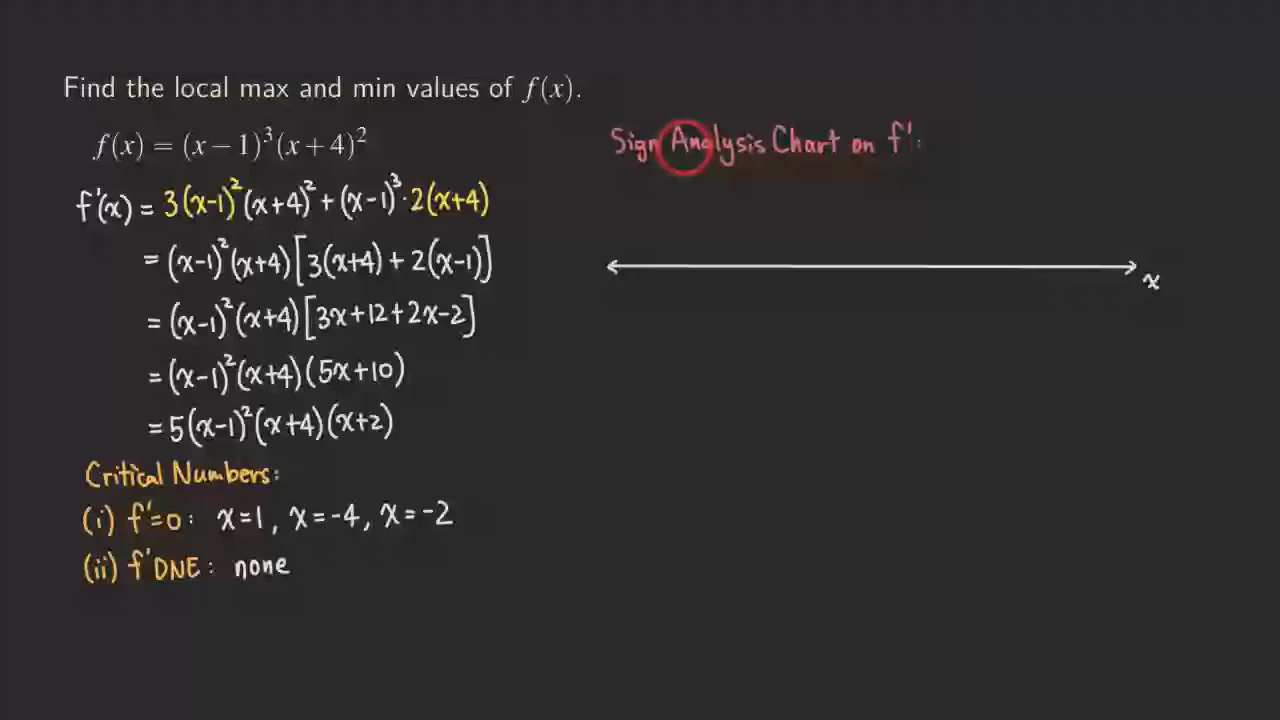 Find the local max and min values of f(x).
f(x) = (x − 1)³(x + 4)²
f'(x) = 3(x-1)²(x+4)² + (x-1)³ · 2(x+4)
= (x-1)²(x+4)[3(x+4) + 2(x-1)]
= (x-1)²(x+4)[3x+12+2x-2]
= (x-1)²(x+4)(5x+10)
= 5(x-1)²(x+4)(x+2)
Critical Numbers:
(i) f'=0: x=1, x=-4, x=-2
(ii) f' DNE: none
Sign Analysis Chart on f':
x